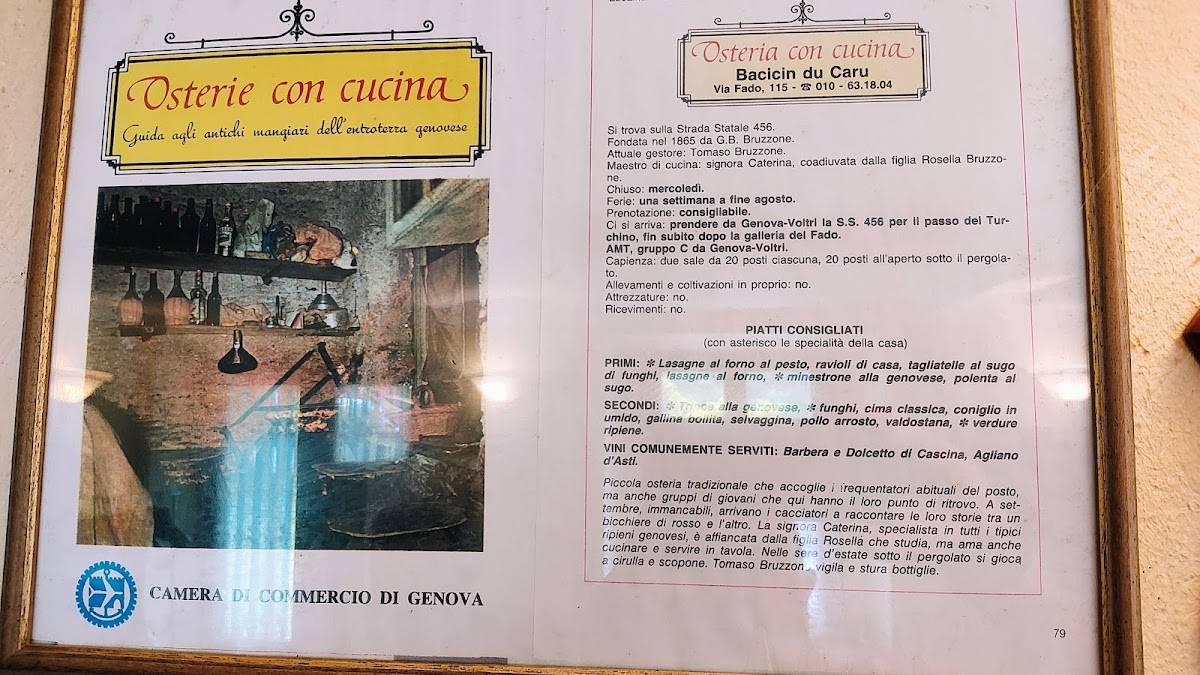 Osterie con cucina
Guida agli antichi mangiari dell'entroterra genovese
CAMERA DI COMMERCIO DI GENOVA
Osteria con cucina
Bacicin du Caru
Via Fado, 115 - ☎ 010 - 63.18.04
Si trova sulla Strada Statale 456.
Fondata nel 1865 da G.B. Bruzzone.
Attuale gestore: Tomaso Bruzzone.
Maestro di cucina: signora Caterina, coadiuvata dalla figlia Rosella Bruzzo-
ne.
Chiuso: mercoledì.
Ferie: una settimana a fine agosto.
Prenotazione: consigliabile.
Ci si arriva: prendere da Genova-Voltri la S.S. 456 per il passo del Tur-
chino, fin subito dopo la galleria del Fado.
AMT, gruppo C da Genova-Voltri.
Capienza: due sale da 20 posti ciascuna, 20 posti all'aperto sotto il pergola-
to.
Allevamenti e coltivazioni in proprio: no.
Attrezzature: no.
Ricevimenti: no.
PIATTI CONSIGLIATI
(con asterisco le specialità della casa)
PRIMI: ✻ Lasagne al forno al pesto, ravioli di casa, tagliatelle al sugo
di funghi, lasagne al forno, ✻ minestrone alla genovese, polenta al
sugo.
SECONDI: ✻ Trippe alla genovese, ✻ funghi, cima classica, coniglio in
umido, gallina bollita, selvaggina, pollo arrosto, valdostana, ✻ verdure
ripiene.
VINI COMUNEMENTE SERVITI: Barbera e Dolcetto di Cascina, Agliano
d'Asti.
Piccola osteria tradizionale che accoglie i frequentatori abituali del posto,
ma anche gruppi di giovani che qui hanno il loro punto di ritrovo. A set-
tembre, immancabili, arrivano i cacciatori a raccontare le loro storie tra un
bicchiere di rosso e l'altro. La signora Caterina, specialista in tutti i tipici
ripieni genovesi, è affiancata dalla figlia Rosella che studia, ma ama anche
cucinare e servire in tavola. Nelle sere d'estate sotto il pergolato si gioca
a cirulla e scopone. Tomaso Bruzzone vigila e stura bottiglie.
79